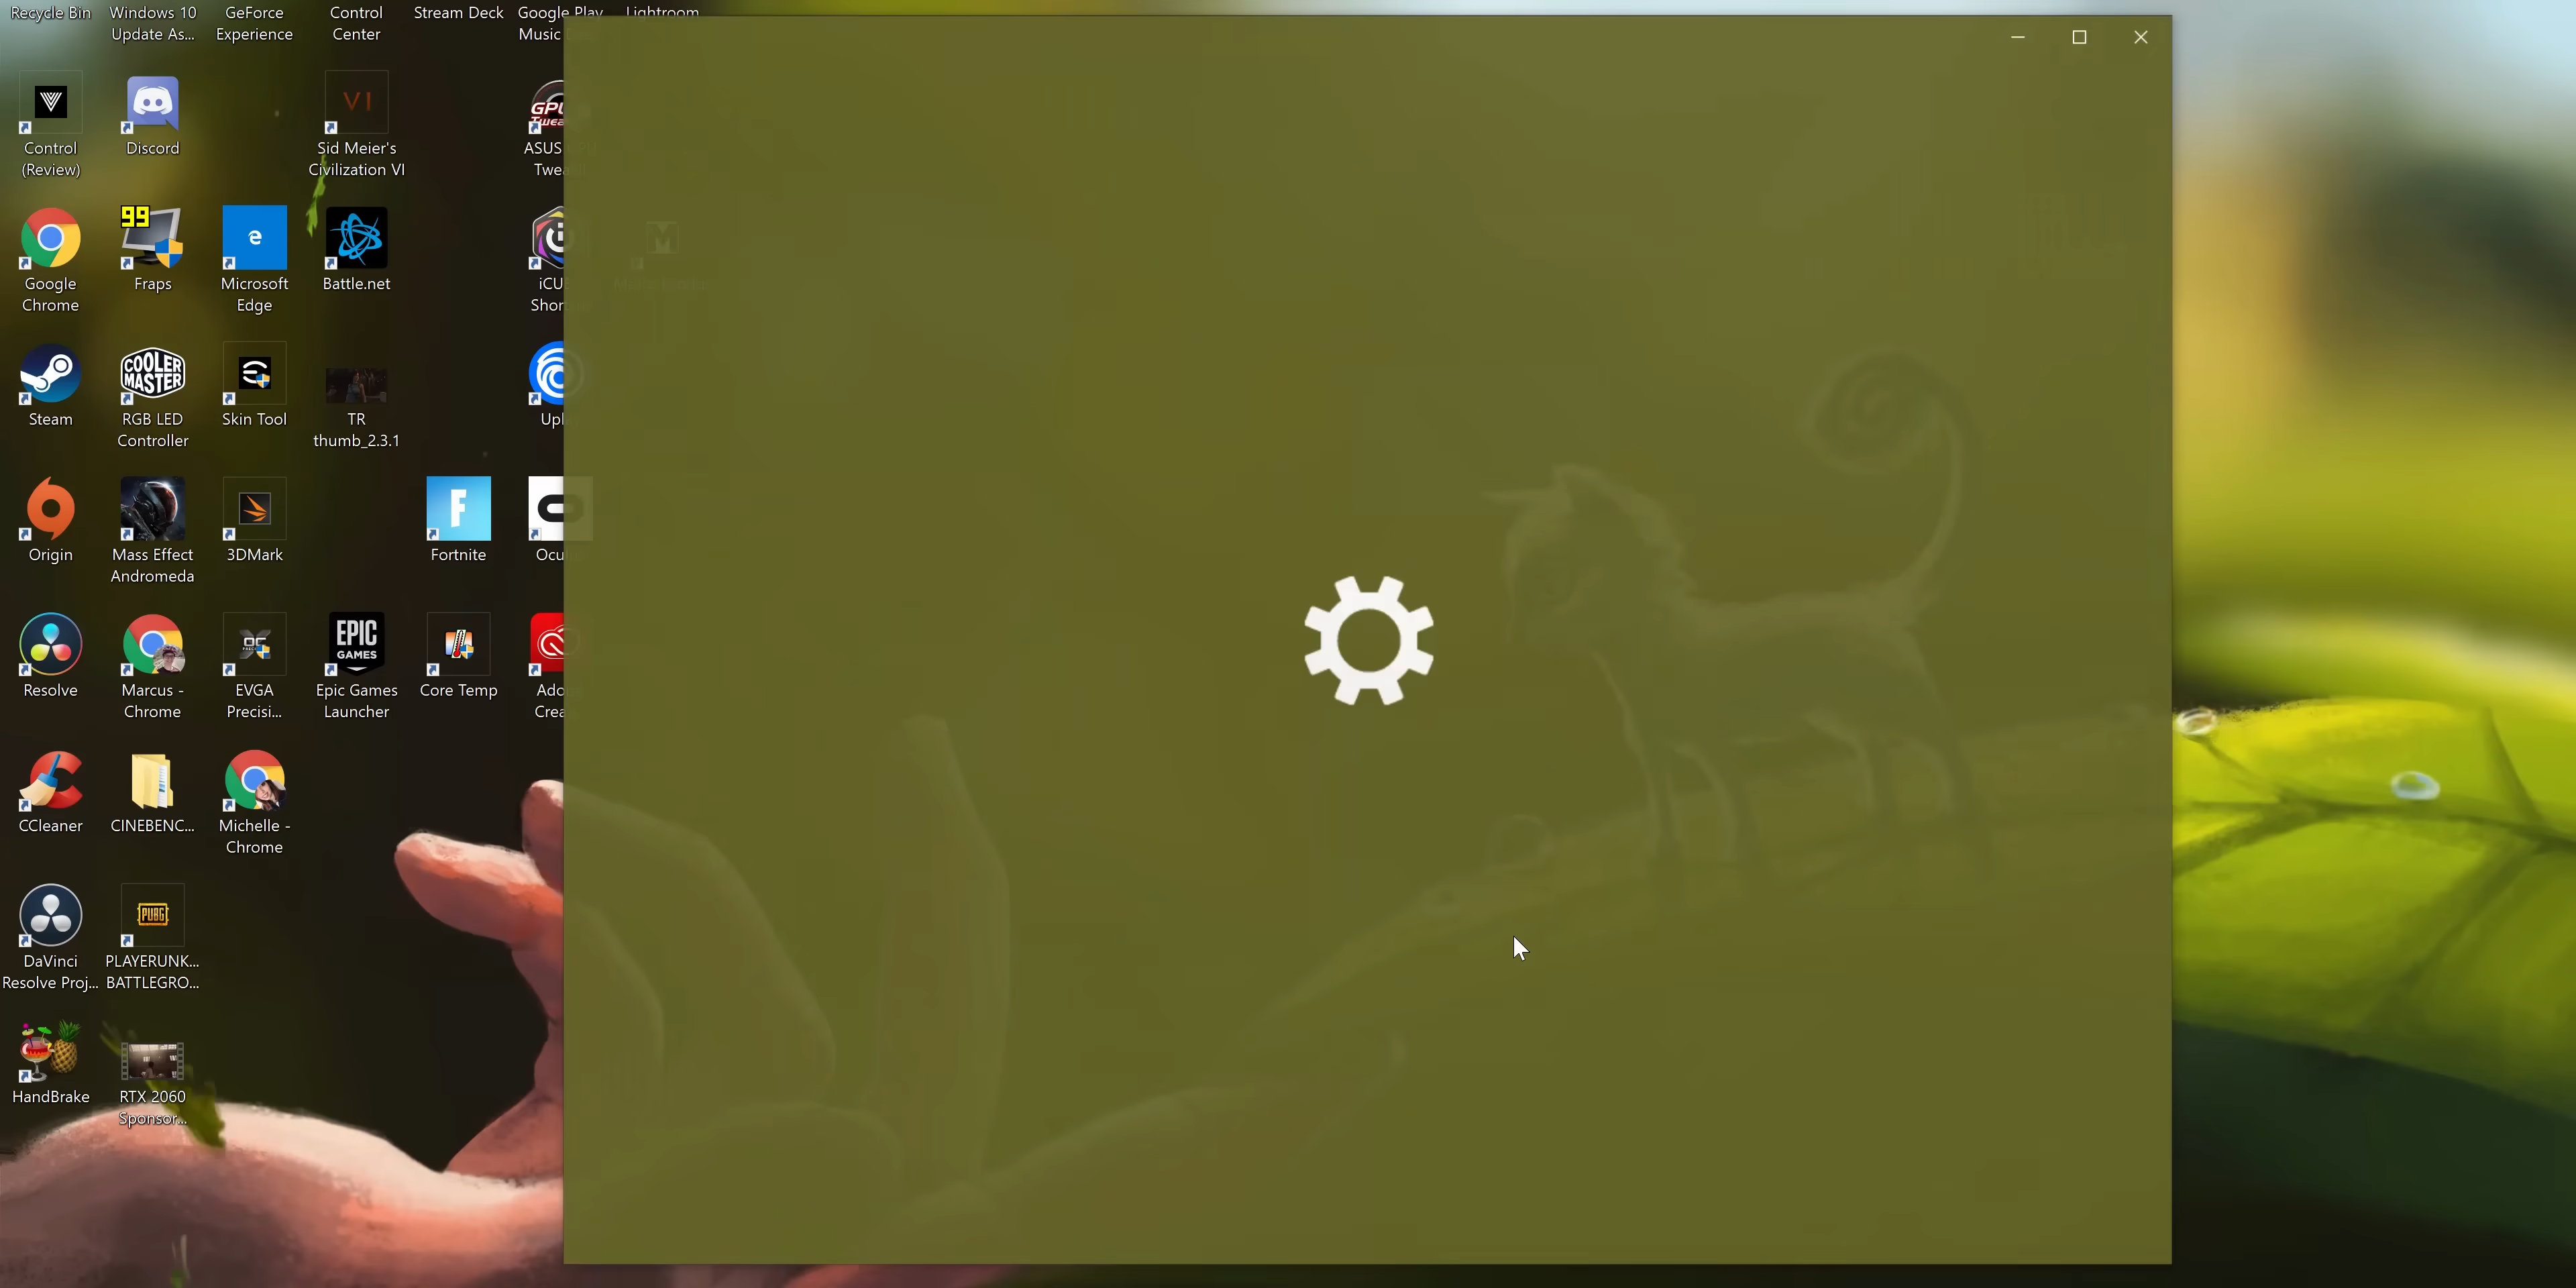 Recycle Bin
Windows 10
Update As...
GeForce
Experience
Control
Center
Stream Deck
Google Play
Music
Lightroom
Control
(Review)
Discord
VI
Sid Meier's
Civilization VI
ASUS
Google
Chrome
99
Fraps
Microsoft
Edge
Battle.net
Steam
COOLER
MASTER
RGB LED
Controller
Skin Tool
TR
thumb_2.3.1
Origin
Mass Effect
Andromeda
3DMark
F
Fortnite
Resolve
Marcus -
Chrome
EVGA
Precisi...
EPIC
GAMES
Epic Games
Launcher
Core Temp
CCleaner
CINEBENC...
Michelle -
Chrome
DaVinci
Resolve Proj...
PUBG
PLAYERUNK...
BATTLEGRO...
HandBrake
RTX 2060
Sponsor...